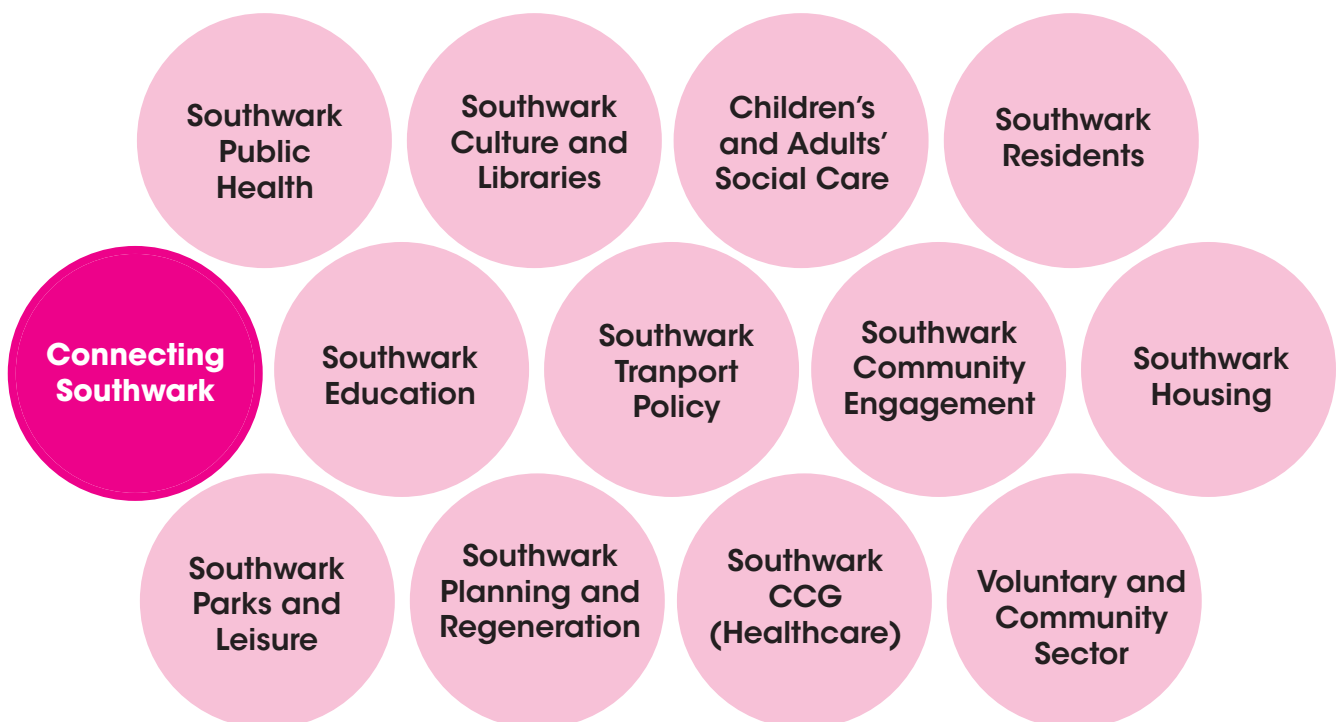 Southwark
Public
Health
Southwark
Culture and
Libraries
Children’s
and Adults’
Social Care
Southwark
Residents
Connecting
Southwark
Southwark
Education
Southwark
Tranport
Policy
Southwark
Community
Engagement
Southwark
Housing
Southwark
Parks and
Leisure
Southwark
Planning and
Regeneration
Southwark
CCG
(Healthcare)
Voluntary and
Community
Sector